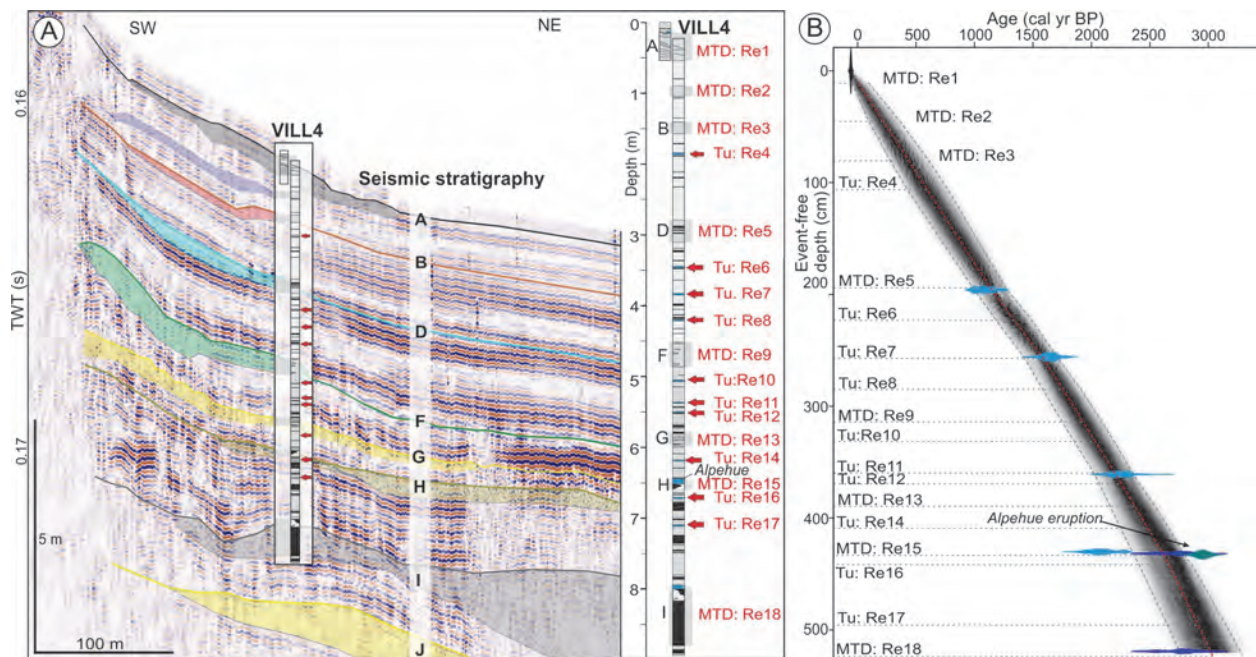 A
SW
NE
TWT (s)
0.16
0.17
VILL4
Seismic stratigraphy
A
B
D
F
G
H
I
J
5 m
100 m
VILL4
Depth (m)
0
1
2
3
4
5
6
7
8
A
B
D
F
G
H
I
MTD: Re1
MTD: Re2
MTD: Re3
Tu: Re4
MTD: Re5
Tu: Re6
Tu. Re7
Tu: Re8
MTD: Re9
Tu:Re10
Tu: Re11
Tu: Re12
MTD: Re13
Tu: Re14
Alpehue
MTD: Re15
Tu: Re16
Tu: Re17
MTD: Re18
B
Age (cal yr BP)
0 500 1000 1500 2000 2500 3000
Event-free
depth (cm)
0
100
200
300
400
500
MTD: Re1
MTD: Re2
MTD: Re3
Tu: Re4
MTD: Re5
Tu: Re6
Tu: Re7
Tu: Re8
MTD: Re9
Tu:Re10
Tu: Re11
Tu: Re12
MTD: Re13
Tu: Re14
Alpehue eruption
MTD: Re15
Tu: Re16
Tu: Re17
MTD: Re18